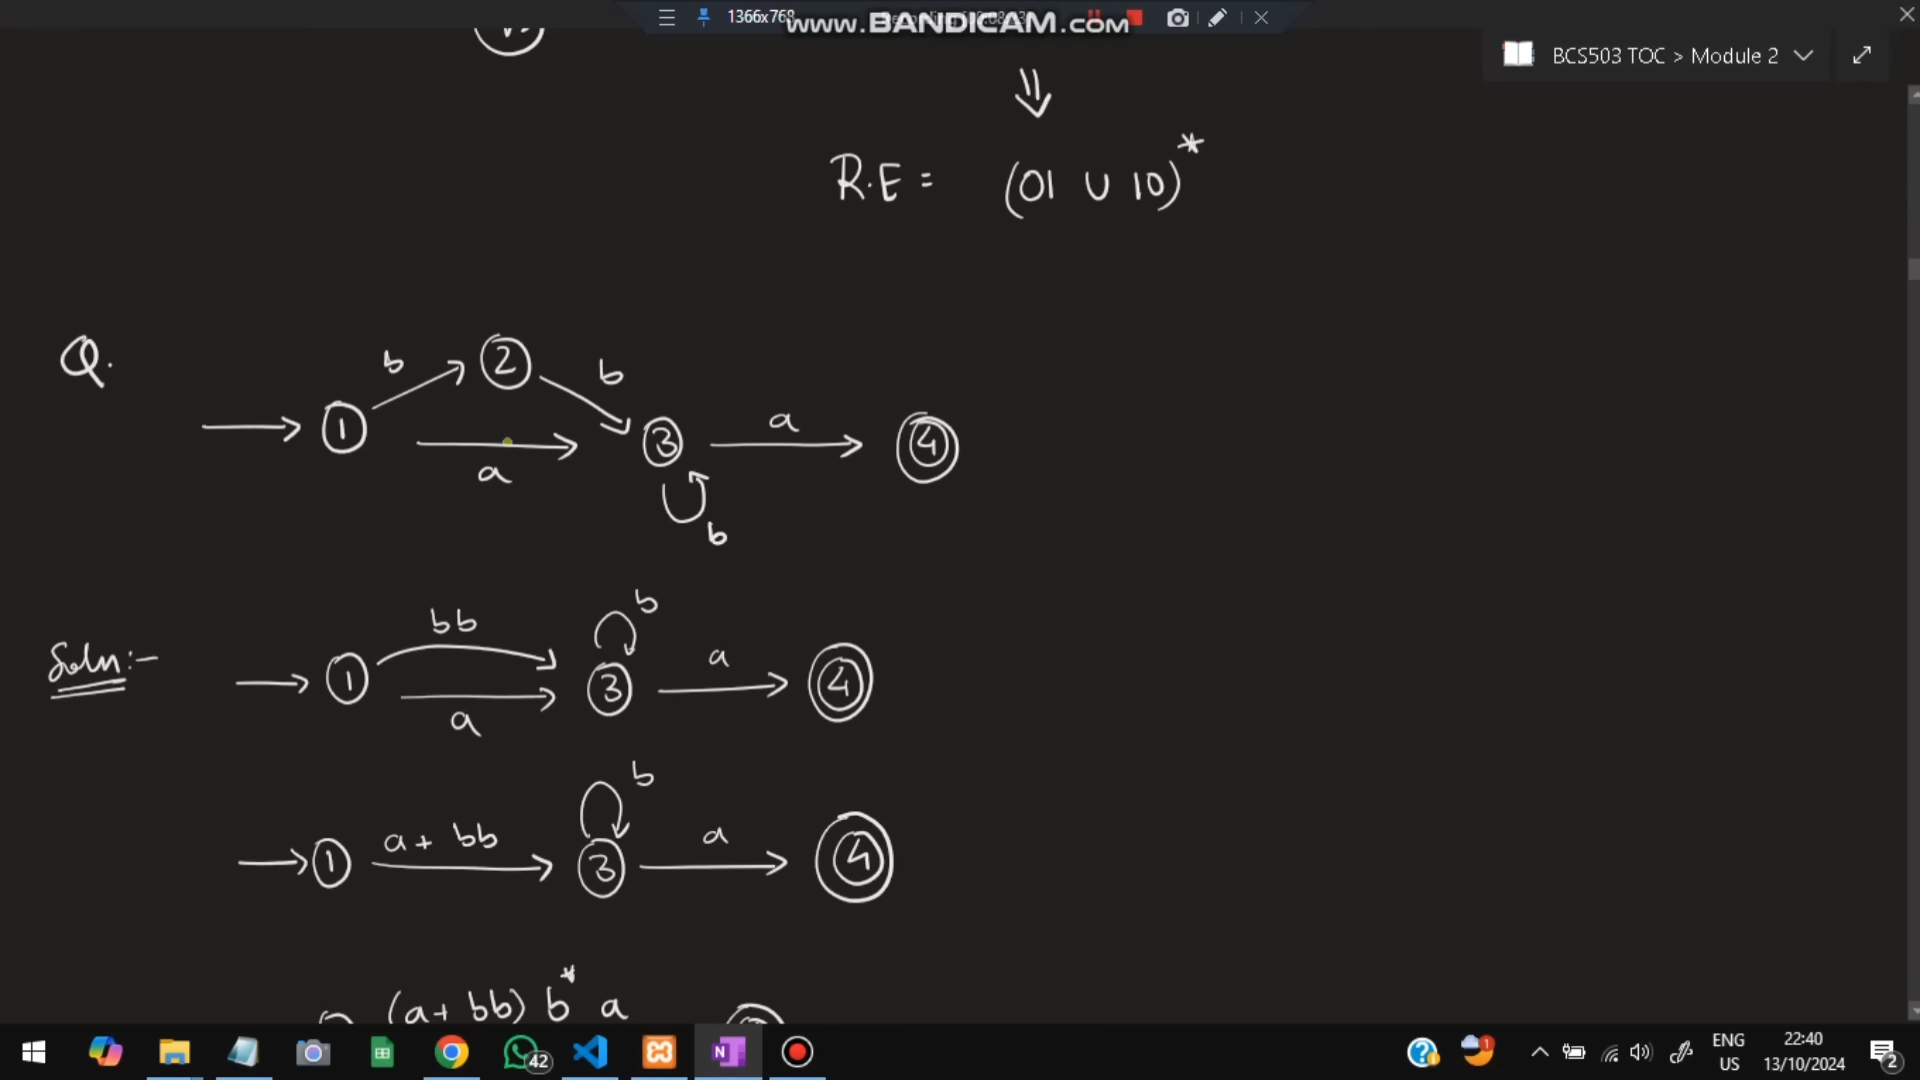 1366x768
www.BANDICAM.com
BCS503 TOC > Module 2
R.E = (01 ∪ 10)*
Q.
b 2 b
1 a 3 a 4
b
Soln:-
bb b
1 a 3 a 4
b
1 a + bb 3 a 4
(a + bb) b* a
42
ENG
US
22:40
13/10/2024
2